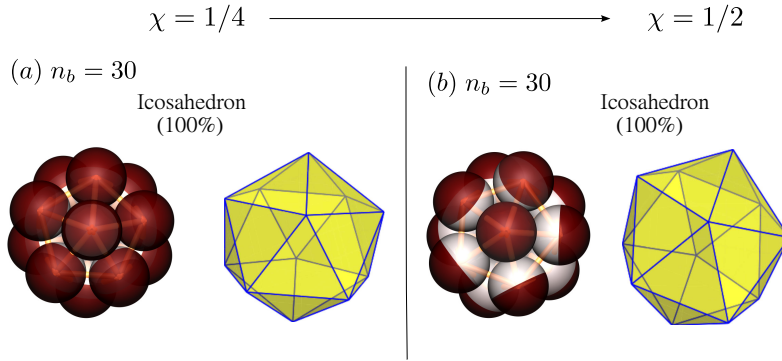 χ = 1/4
χ = 1/2
(a) n_b = 30
Icosahedron
(100%)
(b) n_b = 30
Icosahedron
(100%)